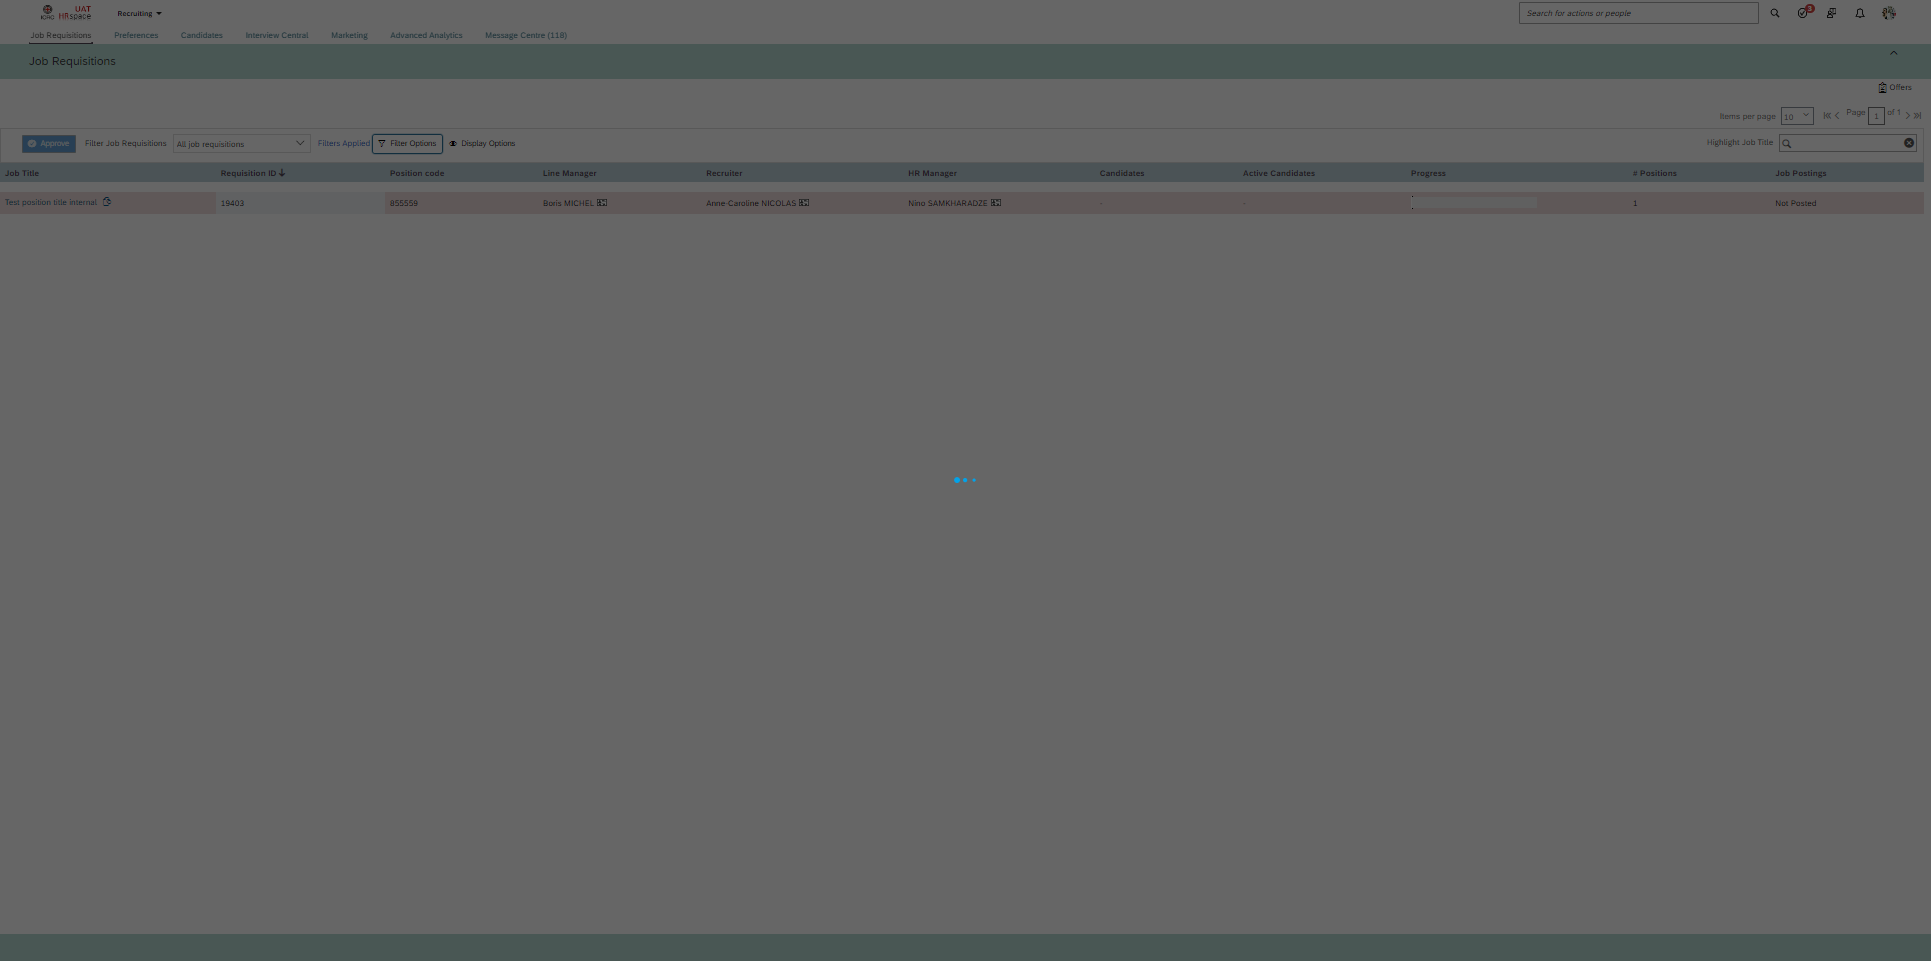 ICRC UAT HRspace Recruiting Search for actions or people 3
Job Requisitions Preferences Candidates Interview Central Marketing Advanced Analytics Message Centre (118)
Job Requisitions
Offers
Items per page 10 Page 1 of 1
Approve Filter Job Requisitions All job requisitions Filters Applied Filter Options Display Options Highlight Job Title
Job Title Requisition ID Position code Line Manager Recruiter HR Manager Candidates Active Candidates Progress # Positions Job Postings
Test position title internal 19403 855559 Boris MICHEL Anne-Caroline NICOLAS Nino SAMKHARADZE - - 1 Not Posted